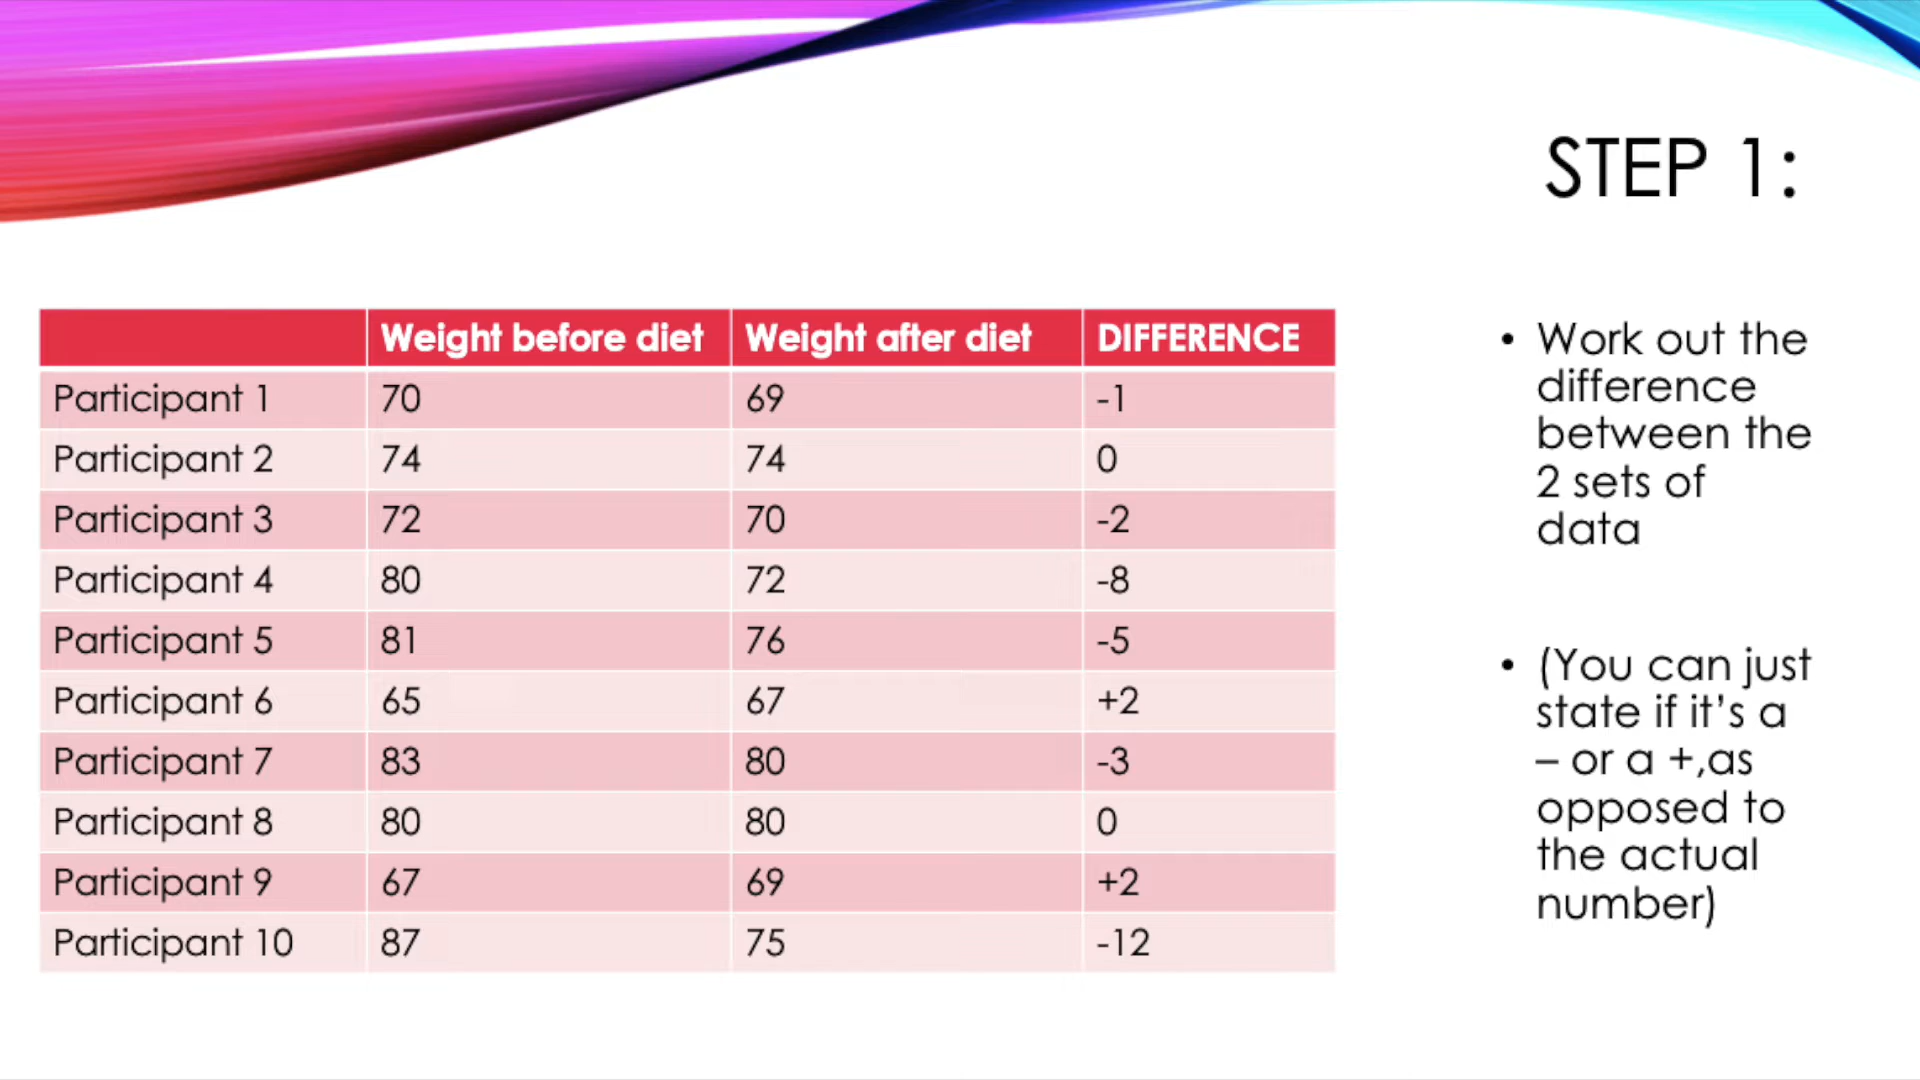 STEP 1:
Weight before diet Weight after diet DIFFERENCE
Participant 1 70 69 -1
Participant 2 74 74 0
Participant 3 72 70 -2
Participant 4 80 72 -8
Participant 5 81 76 -5
Participant 6 65 67 +2
Participant 7 83 80 -3
Participant 8 80 80 0
Participant 9 67 69 +2
Participant 10 87 75 -12
• Work out the
difference
between the
2 sets of
data
• (You can just
state if it’s a
– or a +,as
opposed to
the actual
number)